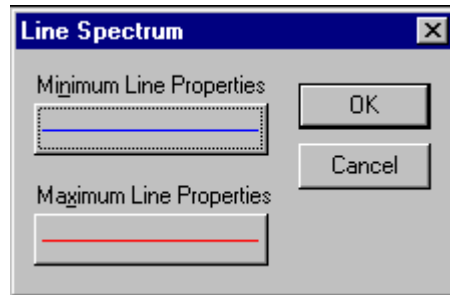 Line Spectrum
Minimum Line Properties
OK
Cancel
Maximum Line Properties